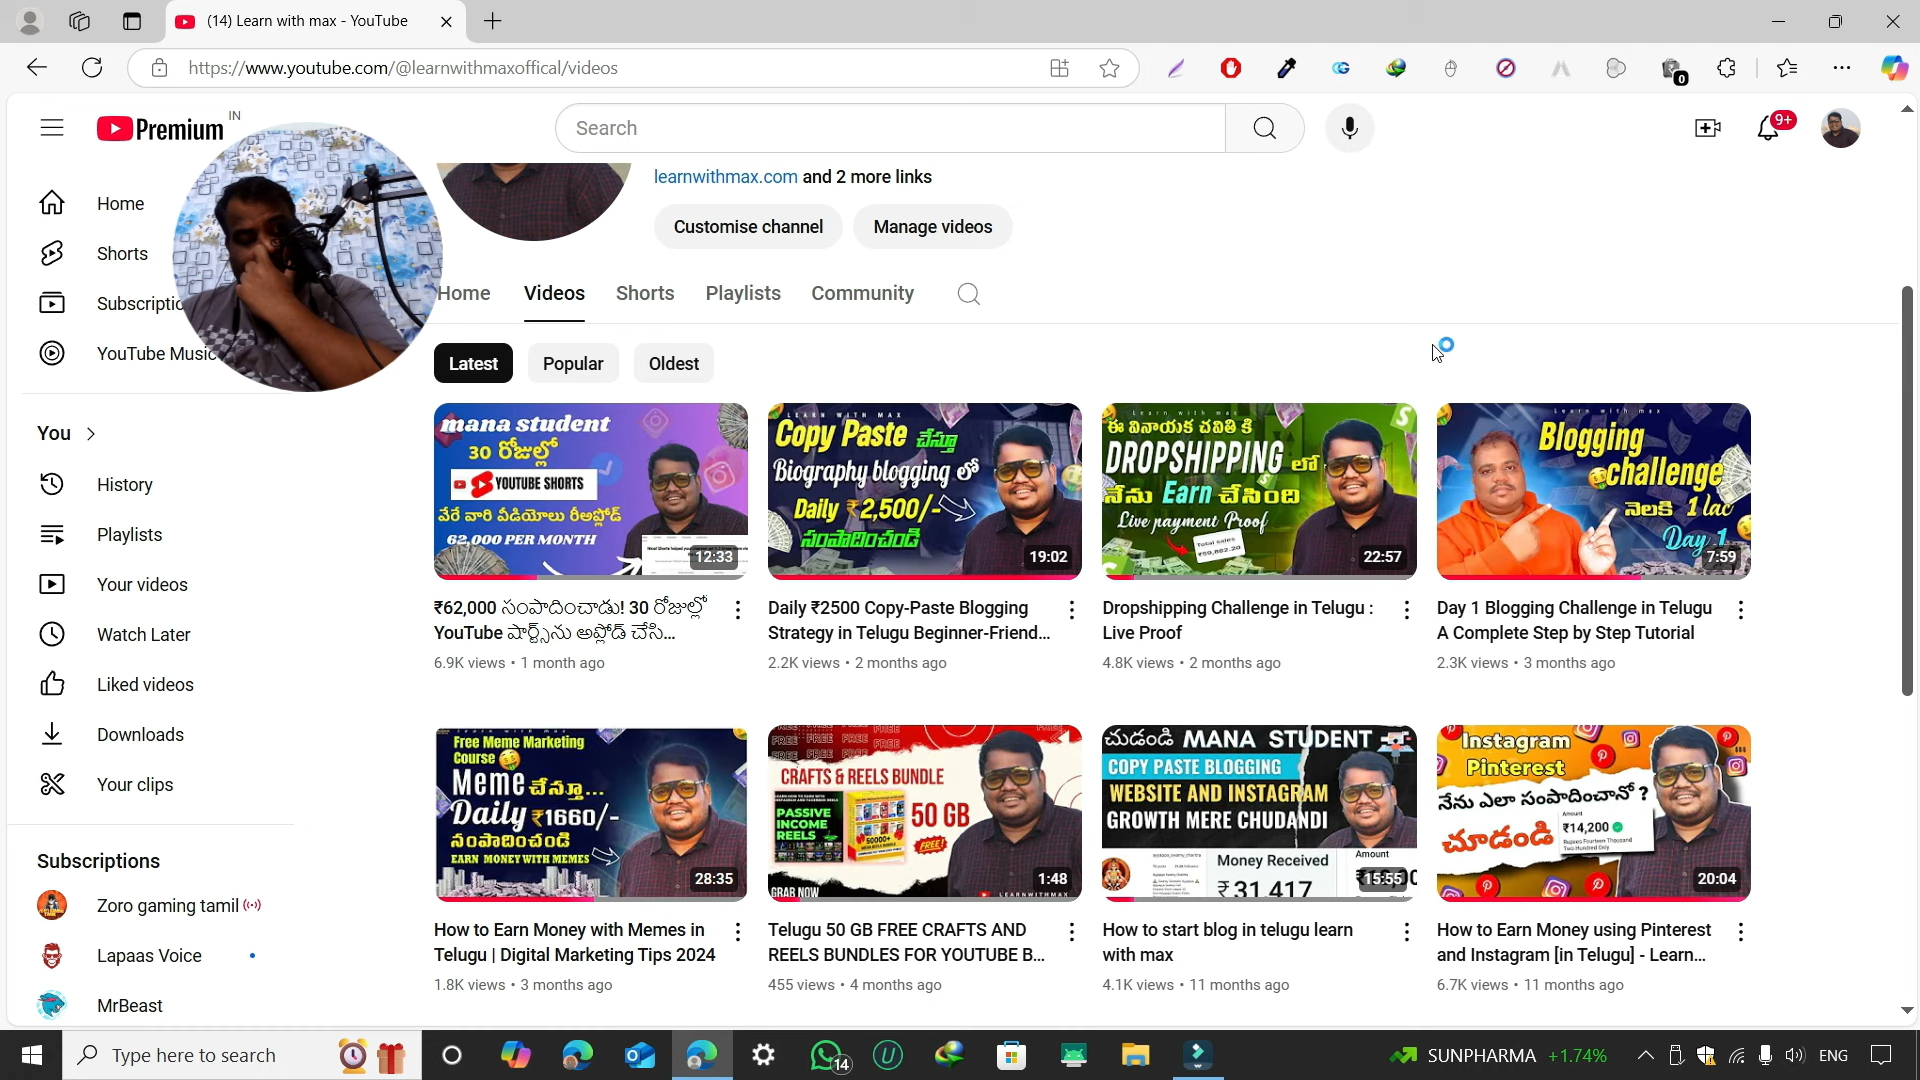 (14) Learn with max - YouTube
https://www.youtube.com/@learnwithmaxoffical/videos
0
Premium
IN
Search
9+
Home
Shorts
Subscriptic
YouTube Music
You
History
Playlists
Your videos
Watch Later
Liked videos
Downloads
Your clips
Subscriptions
Zoro gaming tamil
Lapaas Voice
MrBeast
learnwithmax.com and 2 more links
Customise channel
Manage videos
Home
Videos
Shorts
Playlists
Community
Latest
Popular
Oldest
mana student
30 రోజుల్లో
YOUTUBE SHORTS
వేరే వారి వీడియోలు రీఅప్లోడ్
62,000 PER MONTH
12:33
₹62,000 సంపాదించాడు! 30 రోజుల్లో
YouTube షార్ట్స్‌ను అప్లోడ్ చేసి...
6.9K views • 1 month ago
LEARN WITH MAX
Copy Paste చేస్తూ
Biography blogging లో
Daily ₹2,500/-
సంపాదించండి
19:02
Daily ₹2500 Copy-Paste Blogging
Strategy in Telugu Beginner-Friend...
2.2K views • 2 months ago
Learn with max
ఈ వినాయక చవితి కి
DROPSHIPPING లో
నేను Earn చేసింది
Live payment Proof
Total sales
22:57
Dropshipping Challenge in Telugu :
Live Proof
4.8K views • 2 months ago
Learn with max
Blogging
challenge
నెలకి 1 lac
Day 1
7:59
Day 1 Blogging Challenge in Telugu
A Complete Step by Step Tutorial
2.3K views • 3 months ago
Learn with max
Free Meme Marketing
Course
Meme చేస్తూ...
Daily ₹1660/-
సంపాదించండి
EARN MONEY WITH MEMES
28:35
How to Earn Money with Memes in
Telugu | Digital Marketing Tips 2024
1.8K views • 3 months ago
FREE FREE FREE FREE
CRAFTS & REELS BUNDLE
PASSIVE
INCOME
REELS
50 GB
FREE!
GRAB NOW
LEARNWITHMAX
1:48
Telugu 50 GB FREE CRAFTS AND
REELS BUNDLES FOR YOUTUBE B...
455 views • 4 months ago
చుడండి MANA STUDENT
COPY PASTE BLOGGING
WEBSITE AND INSTAGRAM
GROWTH MERE CHUDANDI
Money Received
₹ 31,417
Amount
15:55
How to start blog in telugu learn
with max
4.1K views • 11 months ago
Instagram
Pinterest
నేను ఎలా సంపాదించానో ?
చూడండి
Amount
₹14,200
20:04
How to Earn Money using Pinterest
and Instagram [in Telugu] - Learn...
6.7K views • 11 months ago
Type here to search
14
SUNPHARMA +1.74%
ENG